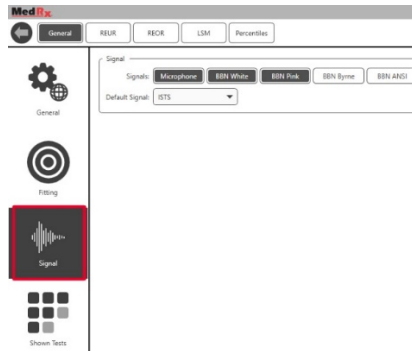 MedRx
General REUR REOR LSM Percentiles
Signal
Signals: Microphone BBN White BBN Pink BBN Byrne BBN ANSI
Default Signal: ISTS
General
Fitting
Signal
Shown Tests